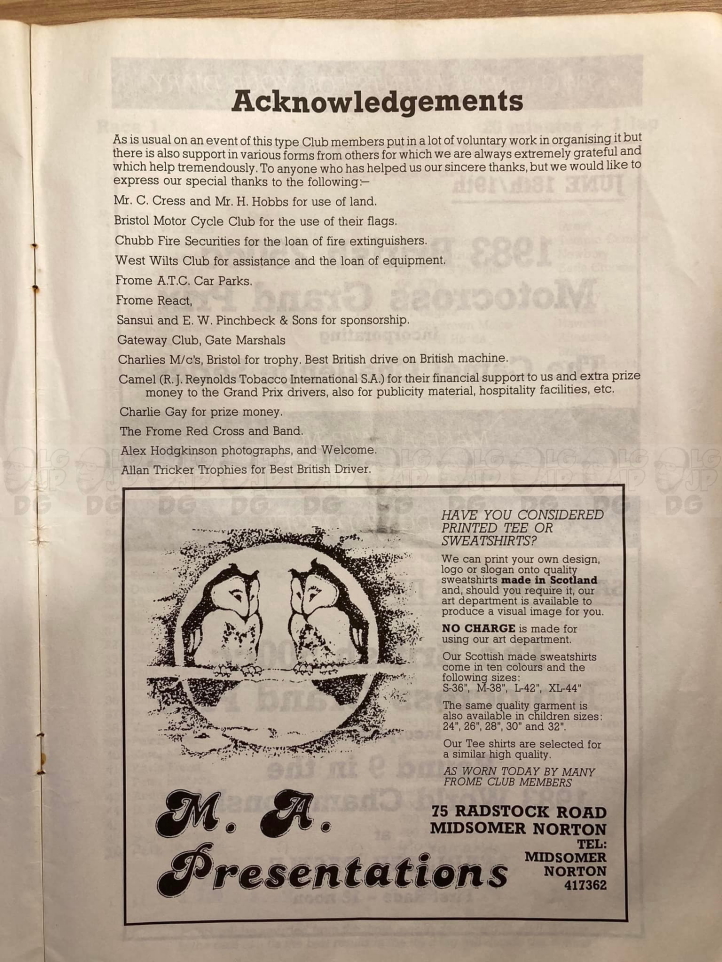 Acknowledgements
As is usual on an event of this type Club members put in a lot of voluntary work in organising it but
there is also support in various forms from others for which we are always extremely grateful and
which help tremendously. To anyone who has helped us our sincere thanks, but we would like to
express our special thanks to the following:—
Mr. C. Cress and Mr. H. Hobbs for use of land.
Bristol Motor Cycle Club for the use of their flags.
Chubb Fire Securities for the loan of fire extinguishers.
West Wilts Club for assistance and the loan of equipment.
Frome A.T.C. Car Parks.
Frome React,
Sansui and E. W. Pinchbeck & Sons for sponsorship.
Gateway Club, Gate Marshals
Charlies M/c's, Bristol for trophy. Best British drive on British machine.
Camel (R. J. Reynolds Tobacco International S.A.) for their financial support to us and extra prize
money to the Grand Prix drivers, also for publicity material, hospitality facilities, etc.
Charlie Gay for prize money.
The Frome Red Cross and Band.
Alex Hodgkinson photographs, and Welcome.
Allan Tricker Trophies for Best British Driver.
HAVE YOU CONSIDERED
PRINTED TEE OR
SWEATSHIRTS?
We can print your own design,
logo or slogan onto quality
sweatshirts made in Scotland
and, should you require it, our
art department is available to
produce a visual image for you.
NO CHARGE is made for
using our art department.
Our Scottish made sweatshirts
come in ten colours and the
following sizes:
S-36", M-38", L-42", XL-44"
The same quality garment is
also available in children sizes:
24", 26", 28", 30" and 32".
Our Tee shirts are selected for
a similar high quality.
AS WORN TODAY BY MANY
FROME CLUB MEMBERS
M. A.
Presentations
75 RADSTOCK ROAD
MIDSOMER NORTON
TEL:
MIDSOMER
NORTON
417362